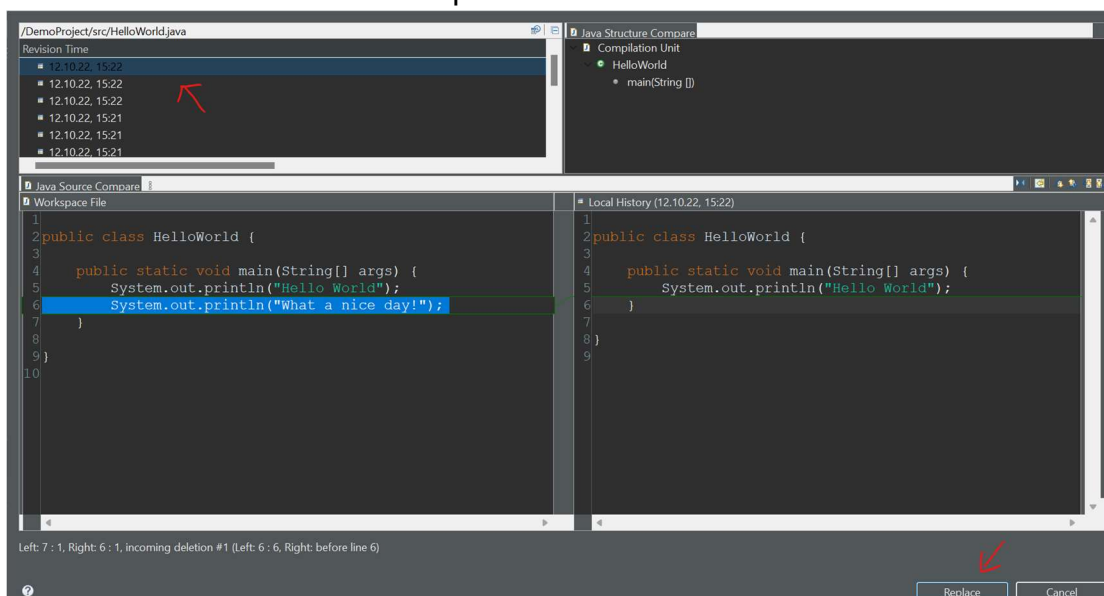 /DemoProject/src/HelloWorld.java
Revision Time
12.10.22, 15:22
12.10.22, 15:22
12.10.22, 15:22
12.10.22, 15:21
12.10.22, 15:21
12.10.22, 15:21
Java Structure Compare
Compilation Unit
HelloWorld
main(String [])
Java Source Compare
Workspace File
1
2 public class HelloWorld {
3
4 public static void main(String[] args) {
5 System.out.println("Hello World");
6 System.out.println("What a nice day!");
7 }
8
9 }
10
Local History (12.10.22, 15:22)
1
2 public class HelloWorld {
3
4 public static void main(String[] args) {
5 System.out.println("Hello World");
6 }
7
8 }
9
Left: 7 : 1, Right: 6 : 1, incoming deletion #1 (Left: 6 : 6, Right: before line 6)
Replace
Cancel